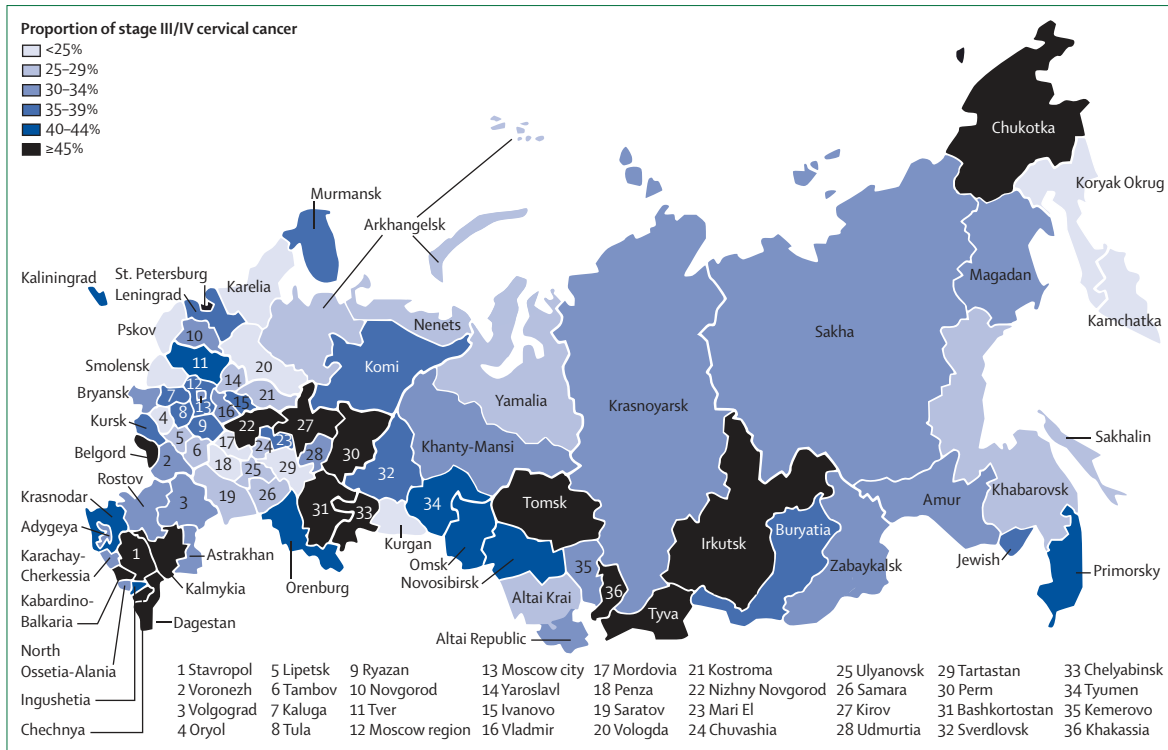 Proportion of stage III/IV cervical cancer
<25%
25–29%
30–34%
35–39%
40–44%
≥45%
Chukotka
Koryak Okrug
Murmansk
Arkhangelsk
Kaliningrad
St. Petersburg
Leningrad
Karelia
Magadan
Kamchatka
Pskov
10
Nenets
Sakha
Smolensk
11
20
Komi
12
14
Yamalia
Krasnoyarsk
Bryansk
7
13
21
4
8
16
15
27
Kursk
9
22
23
Khanty-Mansi
Sakhalin
5
17
24
28
30
Belgord
2
6
18
25
29
32
Rostov
3
19
26
Tomsk
Amur
Khabarovsk
Krasnodar
31
33
34
Buryatia
Adygeya
1
Kurgan
Irkutsk
Karachay-
Cherkessia
Astrakhan
Omsk
35
Zabaykalsk
Jewish
Primorsky
Kalmykia
Orenburg
Novosibirsk
36
Kabardino-
Balkaria
Altai Krai
Tyva
Dagestan
Altai Republic
North
Ossetia-Alania
Ingushetia
Chechnya
1 Stavropol
2 Voronezh
3 Volgograd
4 Oryol
5 Lipetsk
6 Tambov
7 Kaluga
8 Tula
9 Ryazan
10 Novgorod
11 Tver
12 Moscow region
13 Moscow city
14 Yaroslavl
15 Ivanovo
16 Vladmir
17 Mordovia
18 Penza
19 Saratov
20 Vologda
21 Kostroma
22 Nizhny Novgorod
23 Mari El
24 Chuvashia
25 Ulyanovsk
26 Samara
27 Kirov
28 Udmurtia
29 Tartastan
30 Perm
31 Bashkortostan
32 Sverdlovsk
33 Chelyabinsk
34 Tyumen
35 Kemerovo
36 Khakassia